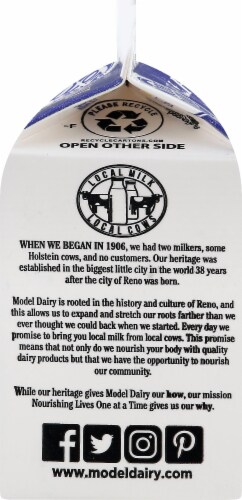 PLEASE RECYCLE
F
RECYCLECARTONS.COM
OPEN OTHER SIDE
LOCAL MILK
LOCAL COWS
WHEN WE BEGAN IN 1906, we had two milkers, some
Holstein cows, and no customers. Our heritage was
established in the biggest little city in the world 38 years
after the city of Reno was born.
Model Dairy is rooted in the history and culture of Reno, and
this allows us to expand and stretch our roots farther than we
ever thought we could back when we started. Every day we
promise to bring you local milk from local cows. This promise
means that not only do we nourish your body with quality
dairy products but that we have the opportunity to nourish
our community.
While our heritage gives Model Dairy our how, our mission
Nourishing Lives One at a Time gives us our why.
www.modeldairy.com